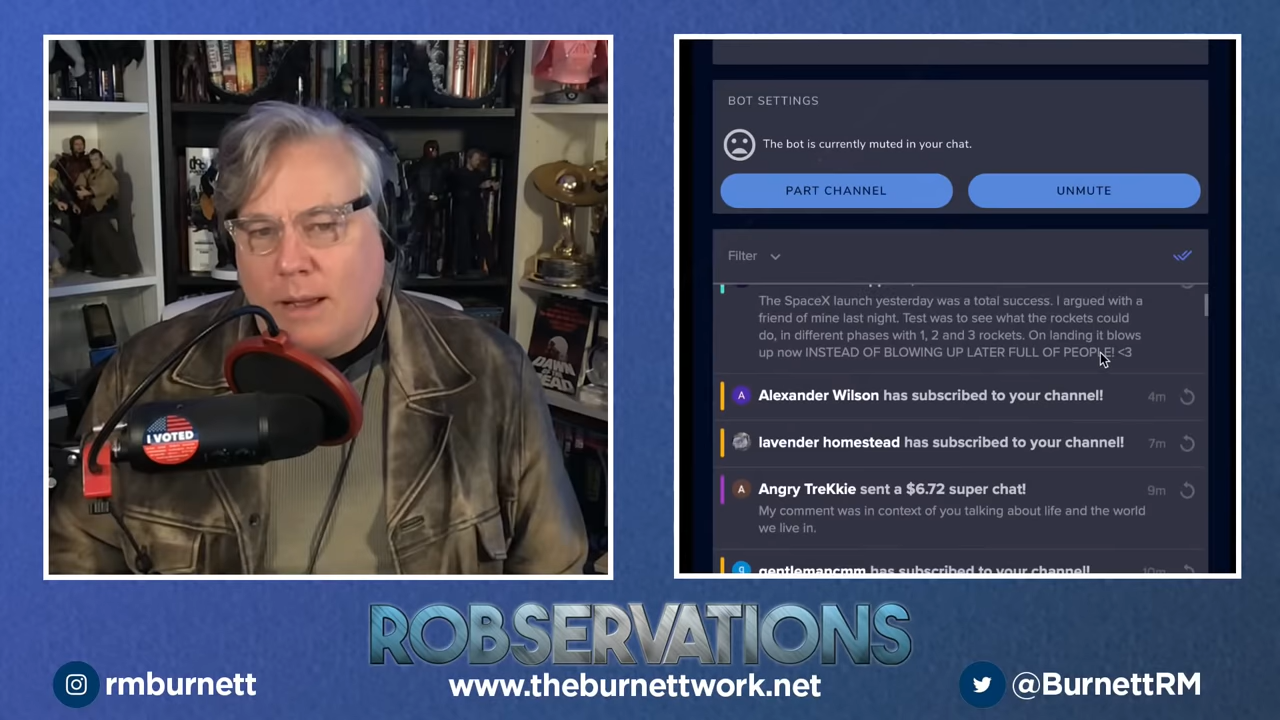 I VOTED
DAWN
OF THE
DEAD
BOT SETTINGS
The bot is currently muted in your chat.
PART CHANNEL
UNMUTE
Filter
The SpaceX launch yesterday was a total success. I argued with a
friend of mine last night. Test was to see what the rockets could
do, in different phases with 1, 2 and 3 rockets. On landing it blows
up now INSTEAD OF BLOWING UP LATER FULL OF PEOPLE! <3
A Alexander Wilson has subscribed to your channel! 4m
lavender homestead has subscribed to your channel! 7m
A Angry TreKkie sent a $6.72 super chat! 9m
My comment was in context of you talking about life and the world
we live in.
g gentlemancmm has subscribed to your channel! 10m
ROBSERVATIONS
rmburnett
www.theburnettwork.net
@BurnettRM